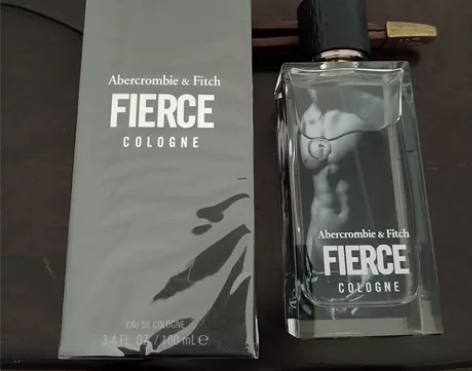 Abercrombie & Fitch
FIERCE
COLOGNE
EAU DE COLOGNE
3.4 FL OZ / 100 mL ℮
Abercrombie & Fitch
FIERCE
COLOGNE